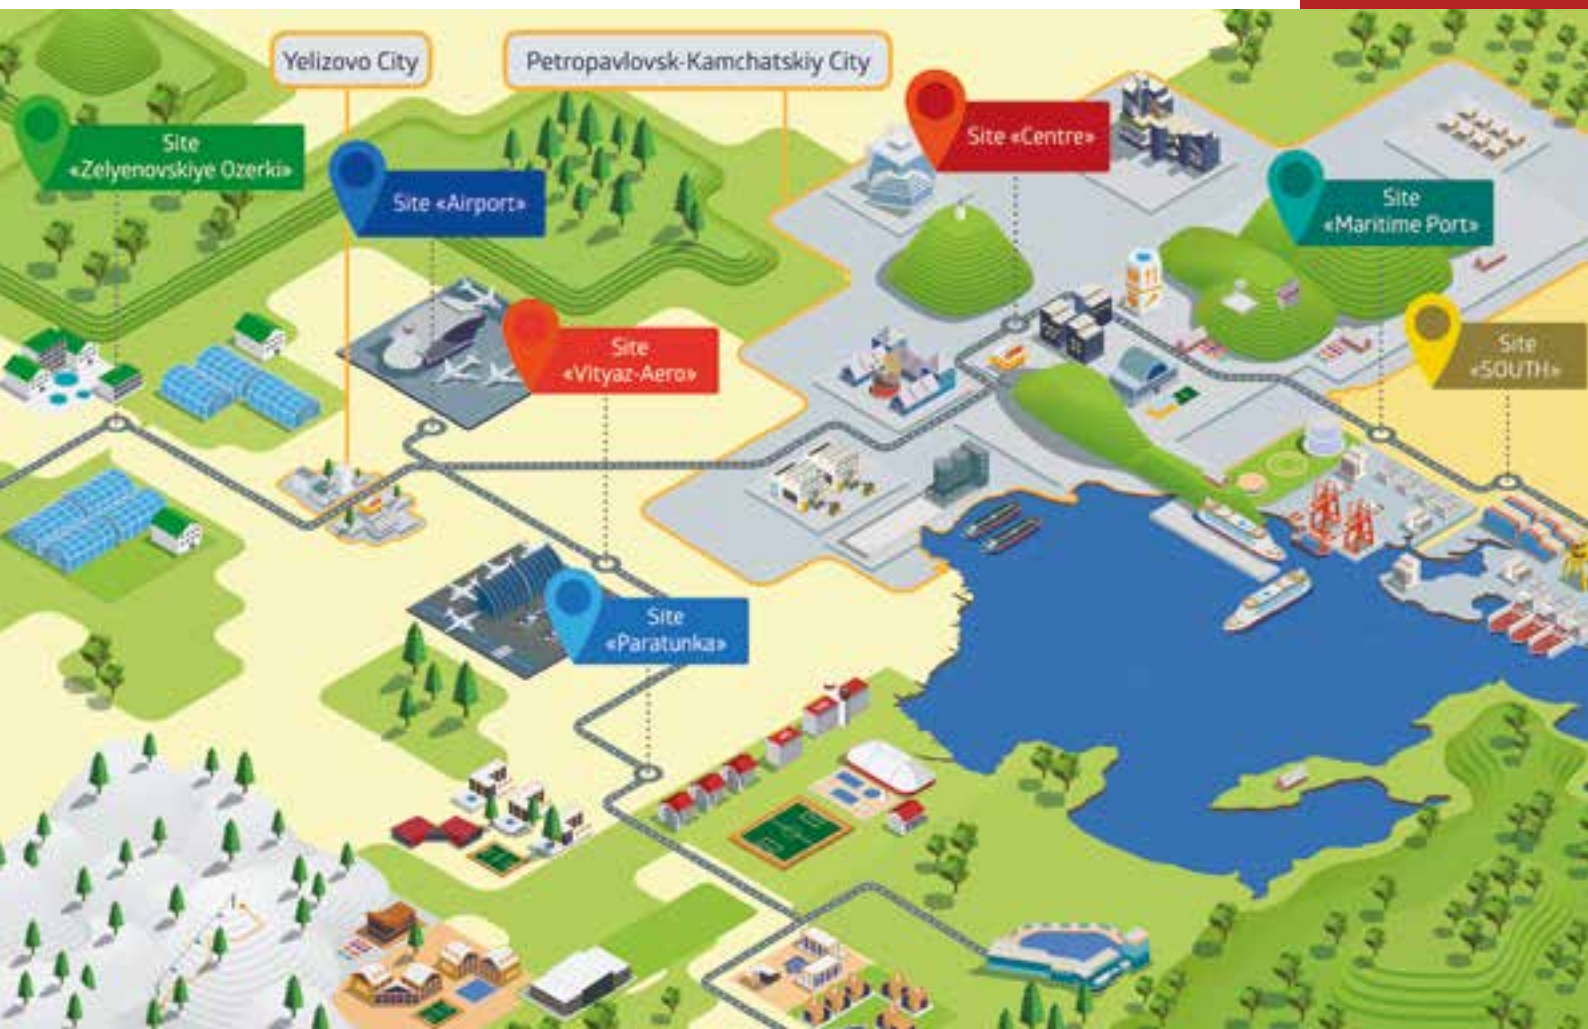 Yelizovo City
Petropavlovsk-Kamchatskiy City
Site
«Zelyenovskiye Ozerki»
Site «Airport»
Site «Centre»
Site
«Maritime Port»
Site
«Vityaz-Aero»
Site
«SOUTH»
Site
«Paratunka»